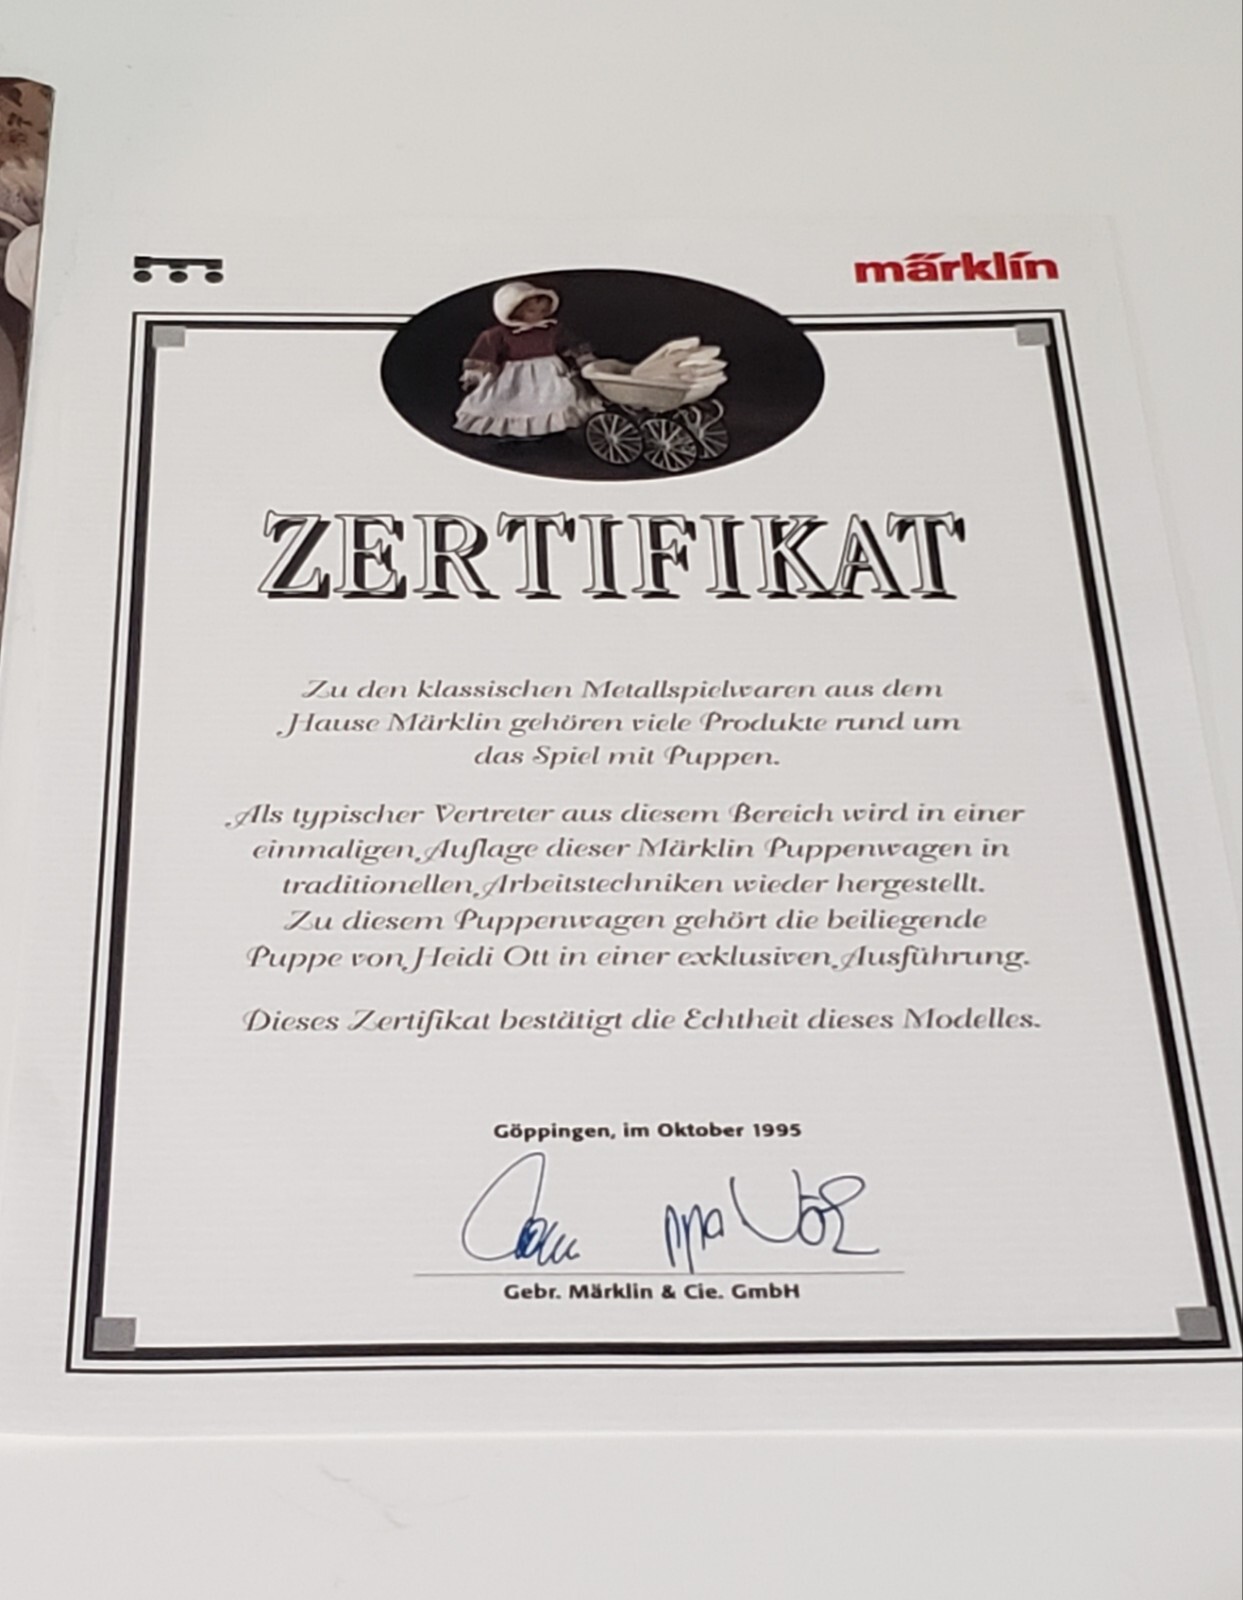 märklín
ZERTIFIKAT
Zu den klassischen Metallspielwaren aus dem
Hause Märklin gehören viele Produkte rund um
das Spiel mit Puppen.
Als typischer Vertreter aus diesem Bereich wird in einer
einmaligen Auflage dieser Märklin Puppenwagen in
traditionellen Arbeitstechniken wieder hergestellt.
Zu diesem Puppenwagen gehört die beiliegende
Puppe von Heidi Ott in einer exklusiven Ausführung.
Dieses Zertifikat bestätigt die Echtheit dieses Modelles.
Göppingen, im Oktober 1995
Gebr. Märklin & Cie. GmbH